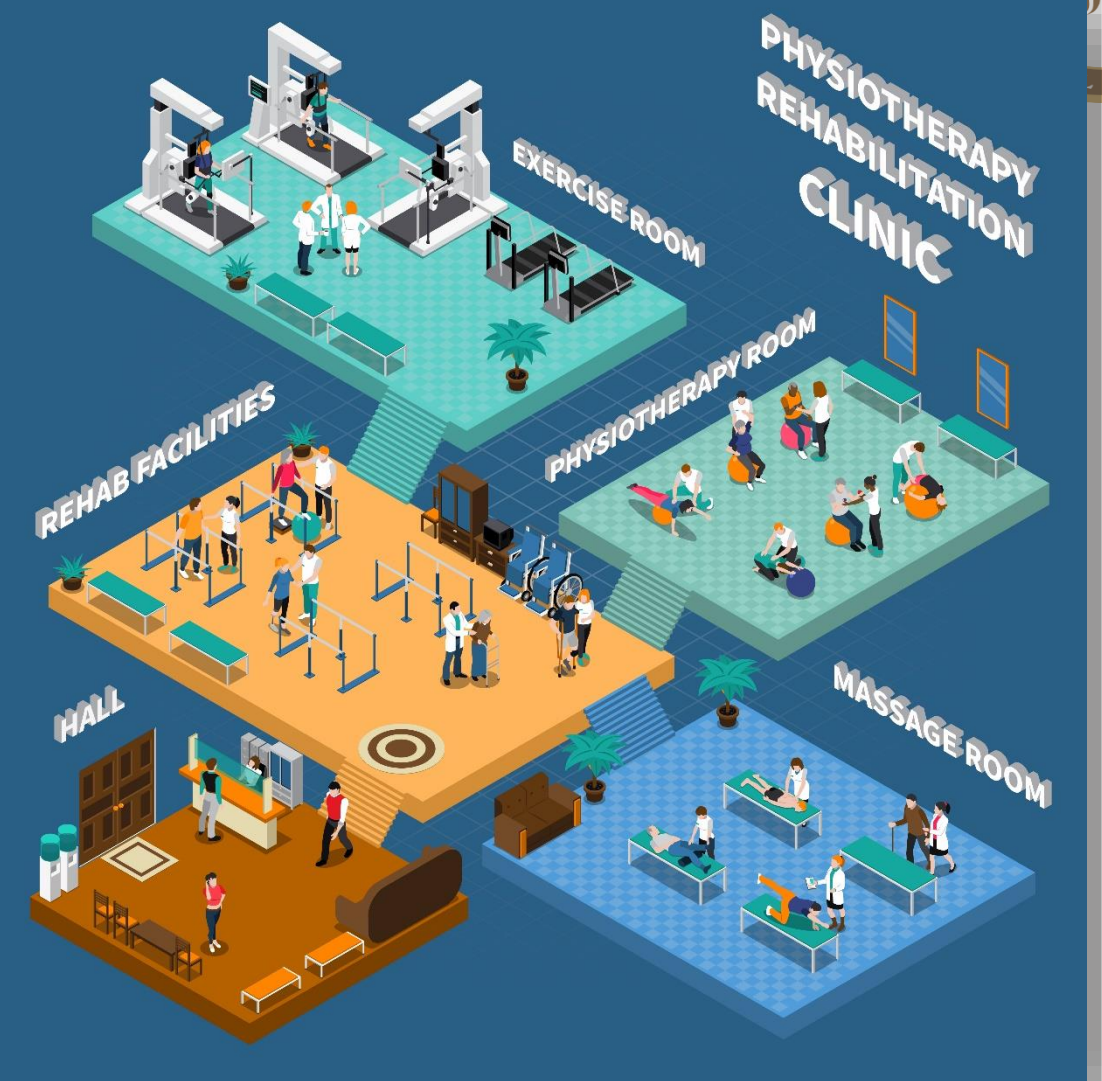 PHYSIOTHERAPY
REHABILITATION
CLINIC
EXERCISE ROOM
PHYSIOTHERAPY ROOM
REHAB FACILITIES
HALL
MASSAGE ROOM